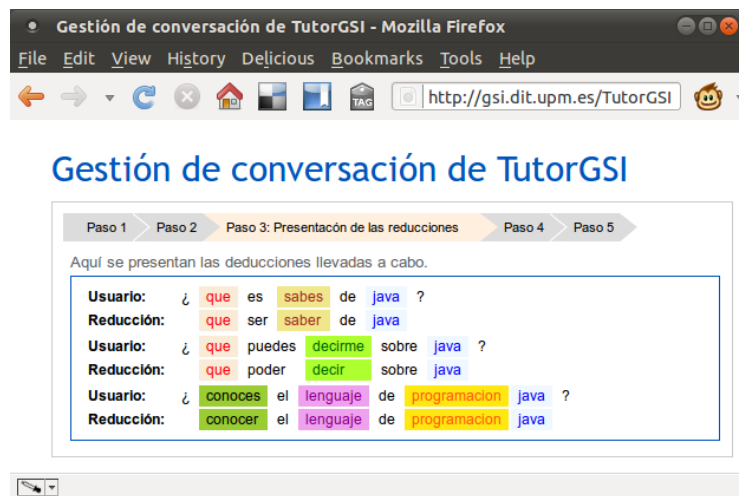 Gestión de conversación de TutorGSI - Mozilla Firefox
File Edit View History Delicious Bookmarks Tools Help
TAG http://gsi.dit.upm.es/TutorGSI
Gestión de conversación de TutorGSI
Paso 1 Paso 2 Paso 3: Presentacón de las reducciones Paso 4 Paso 5
Aquí se presentan las deducciones llevadas a cabo.
Usuario: ¿ que es sabes de java ?
Reducción: que ser saber de java
Usuario: ¿ que puedes decirme sobre java ?
Reducción: que poder decir sobre java
Usuario: ¿ conoces el lenguaje de programacion java ?
Reducción: conocer el lenguaje de programacion java